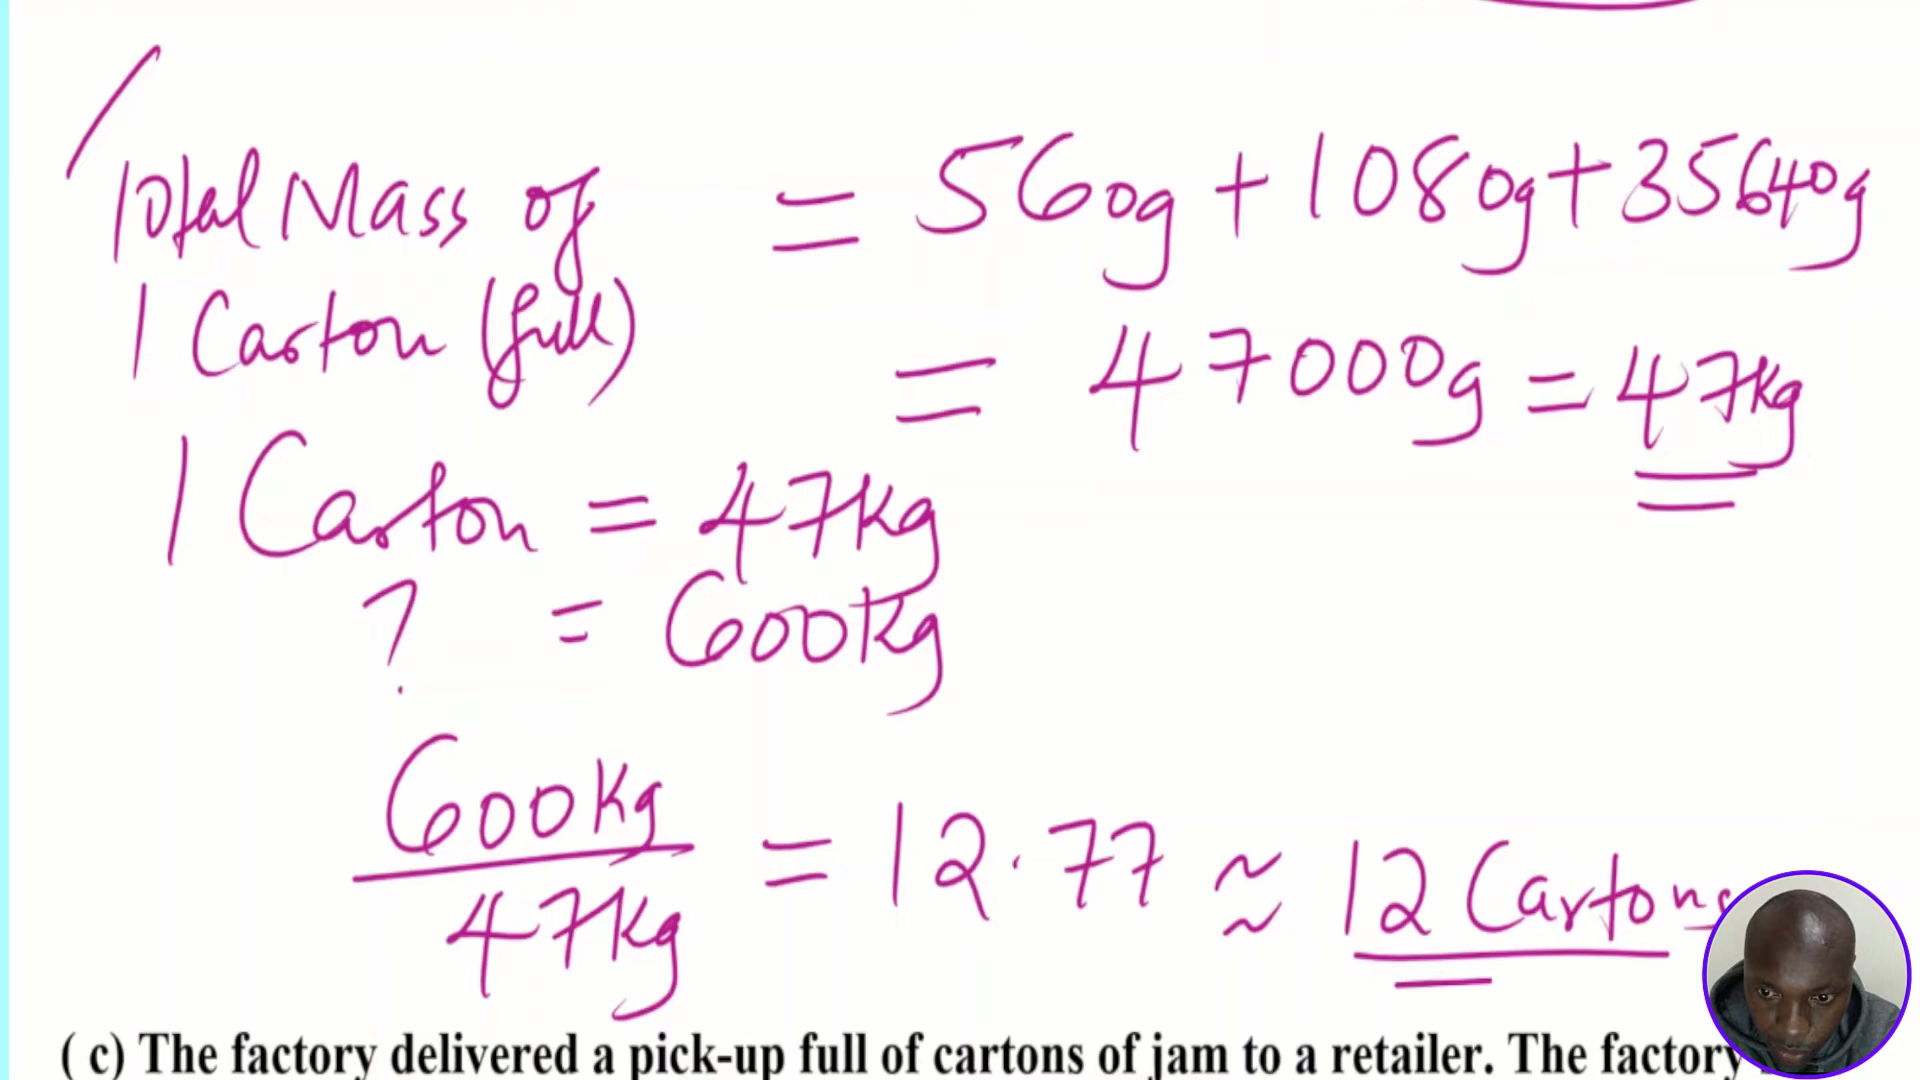 Total Mass of = 560g + 1080g + 35640g
1 Carton (full)
= 47000g = 47kg
1 Carton = 47kg
? = 600kg
600kg
= 12.77 ≈ 12 Cartons
47kg
( c) The factory delivered a pick-up full of cartons of jam to a retailer. The factory